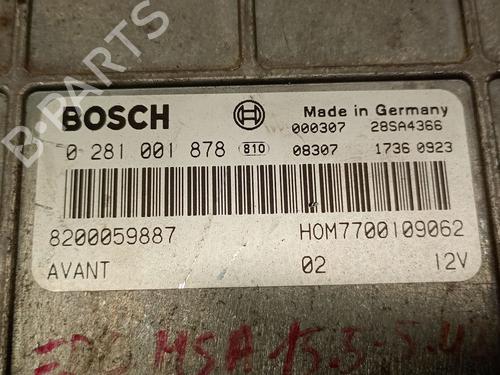 B-PARTS
BOSCH Made in Germany
000307 28SA4366
0 281 001 878 810 08307 1736 0923
8200059887 HOM7700109062
AVANT 02 12V
EDC MSA 15.3-5.4